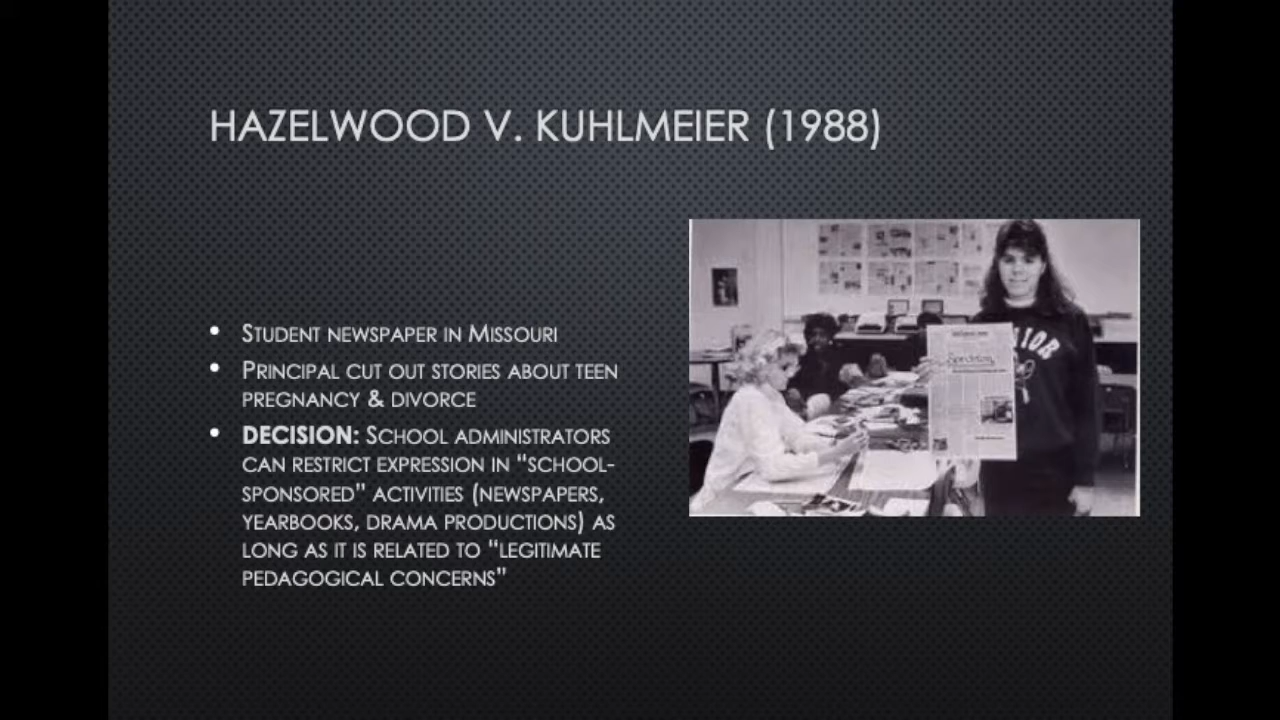 HAZELWOOD V. KUHLMEIER (1988)
• STUDENT NEWSPAPER IN MISSOURI
• PRINCIPAL CUT OUT STORIES ABOUT TEEN
PREGNANCY & DIVORCE
• DECISION: SCHOOL ADMINISTRATORS
CAN RESTRICT EXPRESSION IN “SCHOOL-
SPONSORED” ACTIVITIES (NEWSPAPERS,
YEARBOOKS, DRAMA PRODUCTIONS) AS
LONG AS IT IS RELATED TO “LEGITIMATE
PEDAGOGICAL CONCERNS”